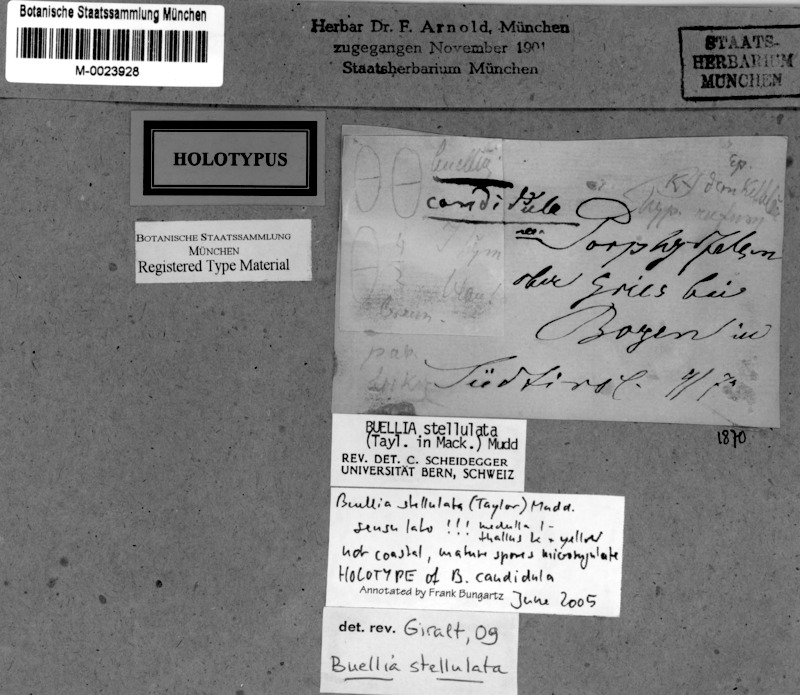 Botanische Staatssammlung München
M-0023928
Herbar Dr. F. Arnold, München
zugegangen November 1901
Staatsherbarium München
STAATS-
HERBARIUM
MÜNCHEN
HOLOTYPUS
BOTANISCHE STAATSSAMMLUNG
MÜNCHEN
Registered Type Material
buellia
candidula
Porphyrfelsen
ober Gries bei
Bozen in
Südtirol.
1870
BUELLIA stellulata
(Tayl. in Mack.) Mudd
REV. DET. C. SCHEIDEGGER
UNIVERSITÄT BERN, SCHWEIZ
Buellia stellulata (Taylor) Mudd.
sensu lato !!! medulla I-
thallus K + yellow
not coastal, mature spores microrugulate
HOLOTYPE of B. candidula
Annotated by Frank Bungartz June 2005
det. rev. Giralt, 09
Buellia stellulata